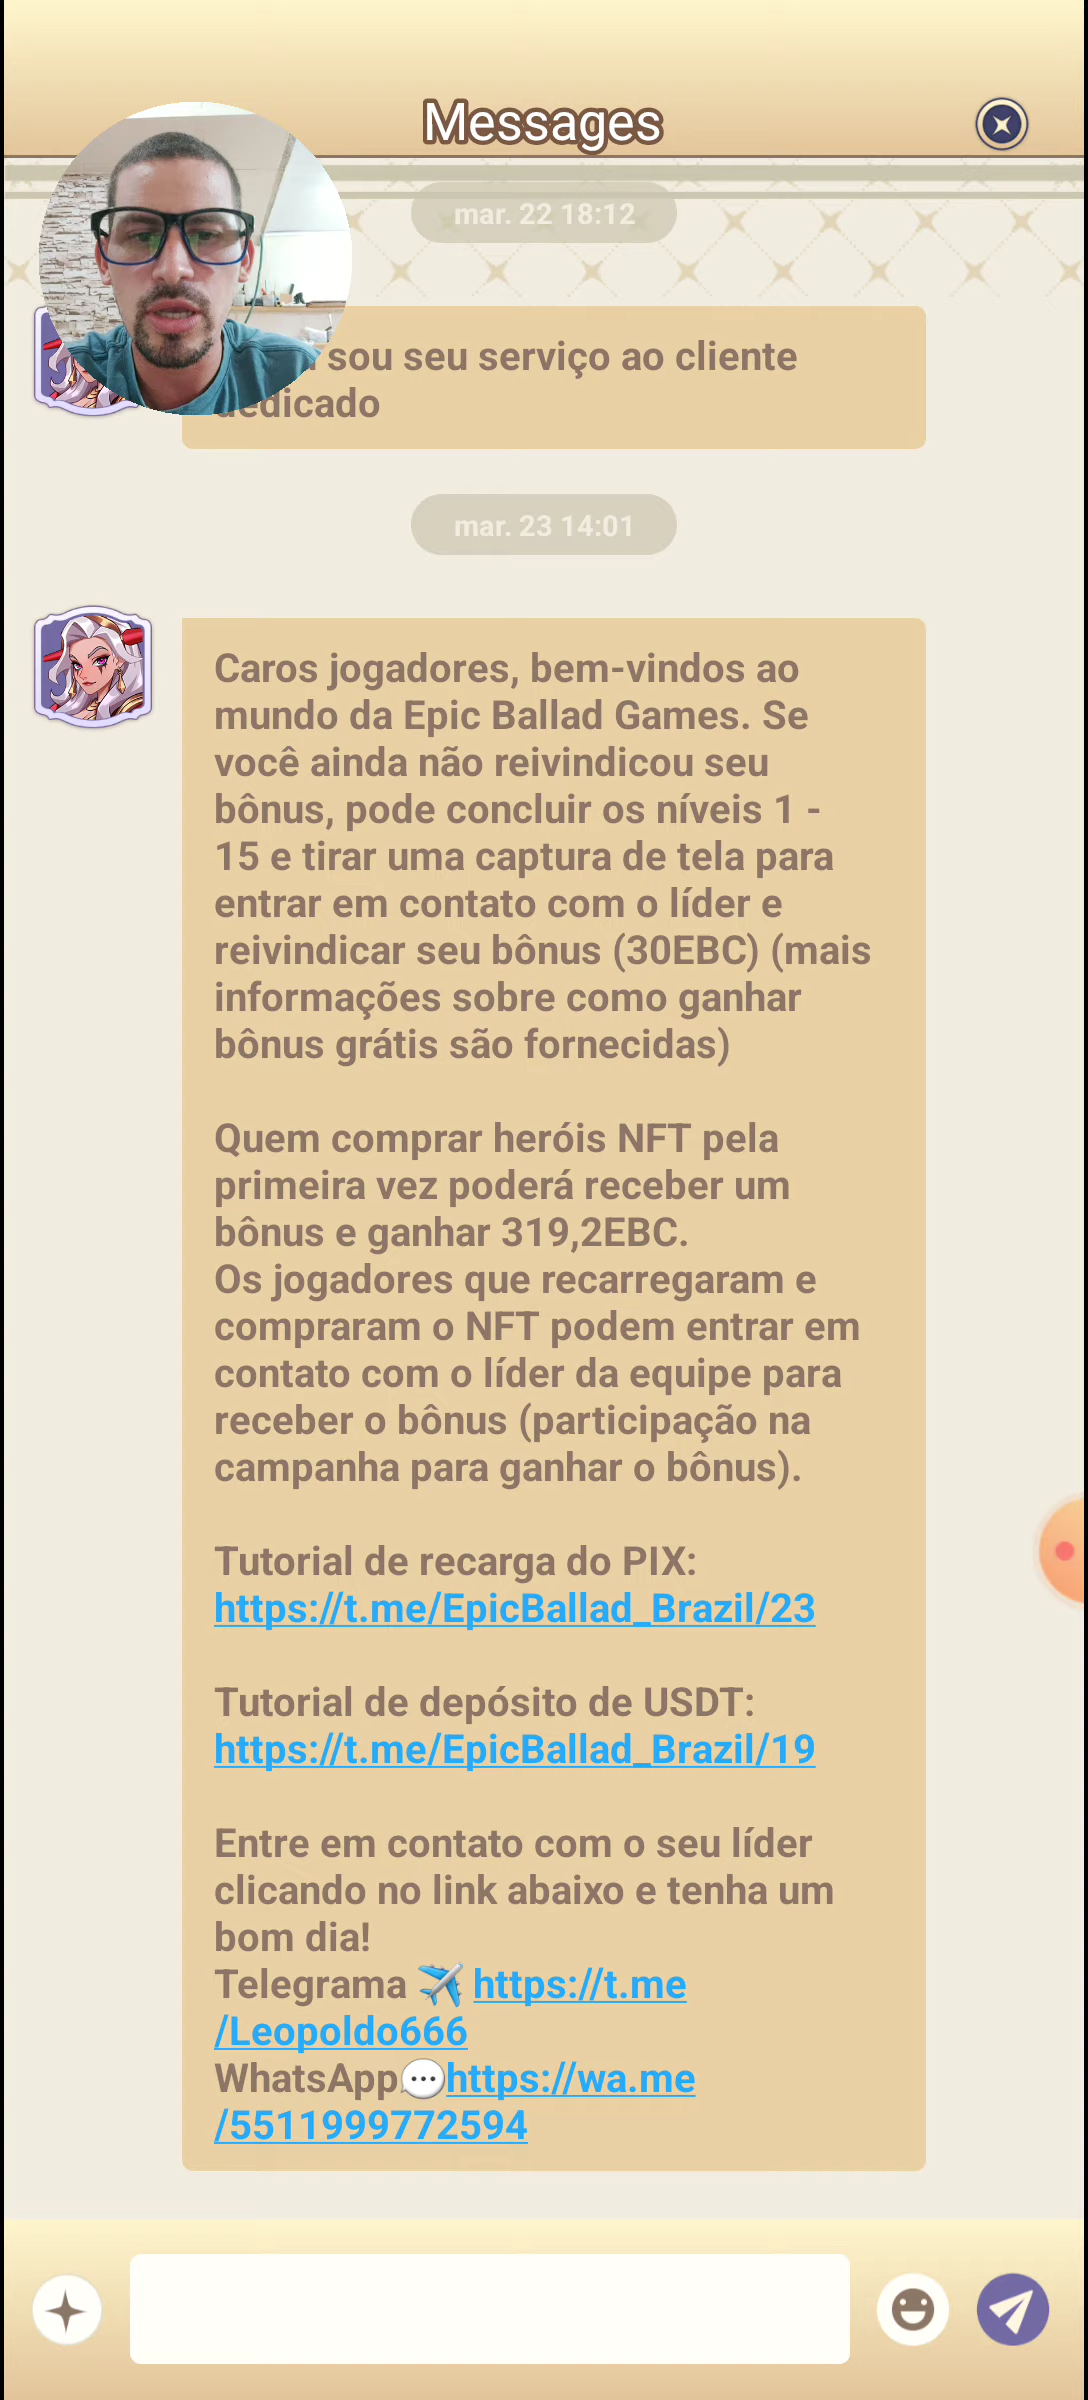 Messages
mar. 22 18:12
sou seu serviço ao cliente
dedicado
mar. 23 14:01
Caros jogadores, bem-vindos ao
mundo da Epic Ballad Games. Se
você ainda não reivindicou seu
bônus, pode concluir os níveis 1 -
15 e tirar uma captura de tela para
entrar em contato com o líder e
reivindicar seu bônus (30EBC) (mais
informações sobre como ganhar
bônus grátis são fornecidas)
Quem comprar heróis NFT pela
primeira vez poderá receber um
bônus e ganhar 319,2EBC.
Os jogadores que recarregaram e
compraram o NFT podem entrar em
contato com o líder da equipe para
receber o bônus (participação na
campanha para ganhar o bônus).
Tutorial de recarga do PIX:
https://t.me/EpicBallad_Brazil/23
Tutorial de depósito de USDT:
https://t.me/EpicBallad_Brazil/19
Entre em contato com o seu líder
clicando no link abaixo e tenha um
bom dia!
Telegrama ✈️ https://t.me
/Leopoldo666
WhatsApp💬https://wa.me
/5511999772594